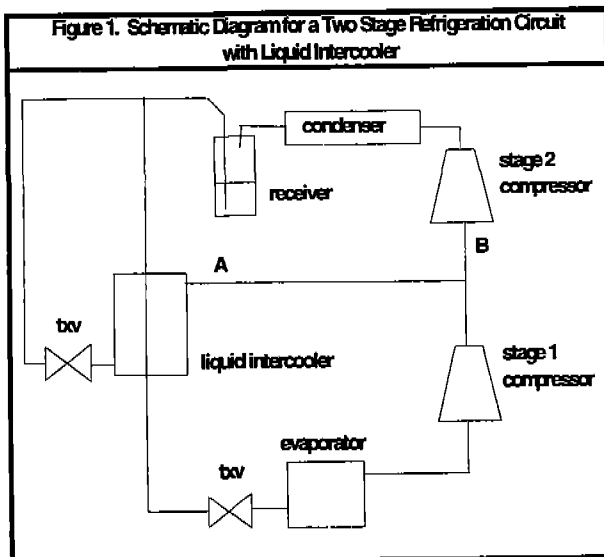 Figure 1. Schematic Diagram for a Two Stage Refrigeration Circuit
with Liquid Intercooler
condenser
stage 2
compressor
receiver
A
B
txv
liquid intercooler
stage 1
compressor
evaporator
txv